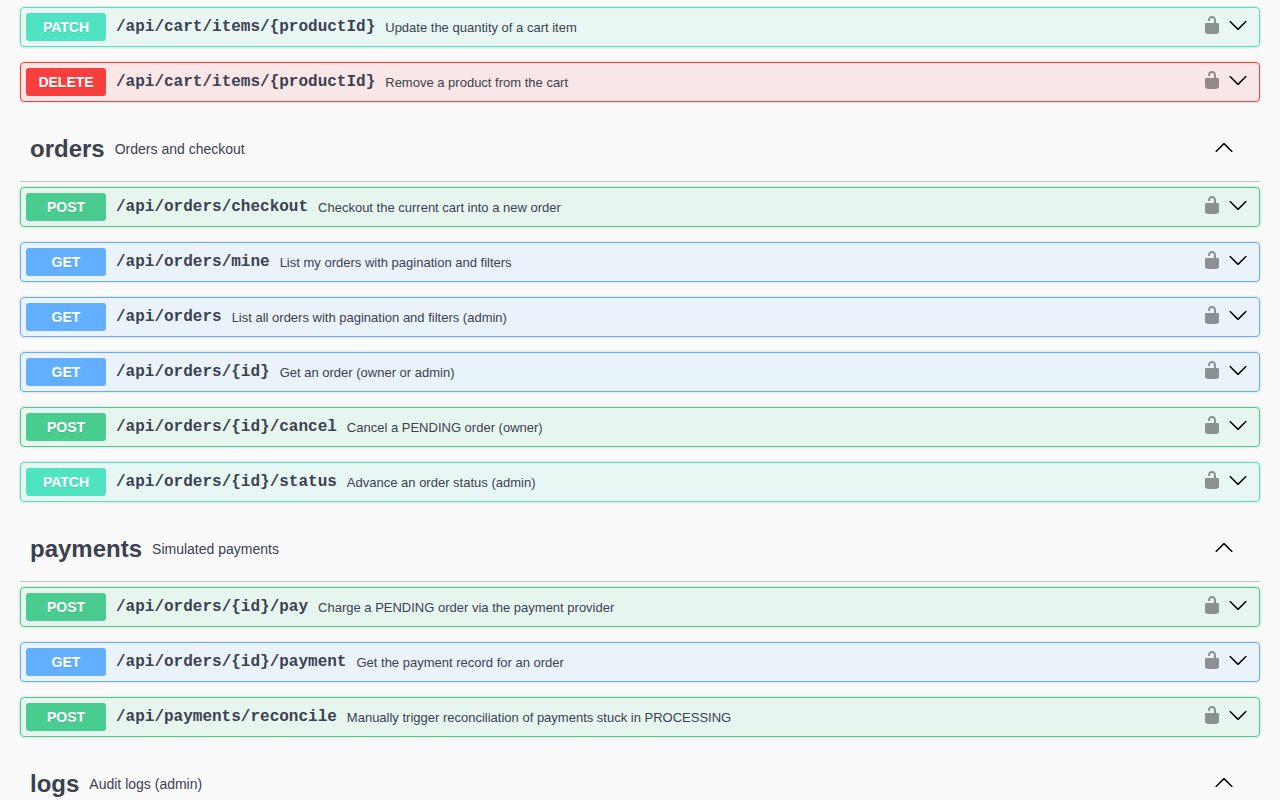 PATCH /api/cart/items/{productId} Update the quantity of a cart item
DELETE /api/cart/items/{productId} Remove a product from the cart
orders Orders and checkout
POST /api/orders/checkout Checkout the current cart into a new order
GET /api/orders/mine List my orders with pagination and filters
GET /api/orders List all orders with pagination and filters (admin)
GET /api/orders/{id} Get an order (owner or admin)
POST /api/orders/{id}/cancel Cancel a PENDING order (owner)
PATCH /api/orders/{id}/status Advance an order status (admin)
payments Simulated payments
POST /api/orders/{id}/pay Charge a PENDING order via the payment provider
GET /api/orders/{id}/payment Get the payment record for an order
POST /api/payments/reconcile Manually trigger reconciliation of payments stuck in PROCESSING
logs Audit logs (admin)